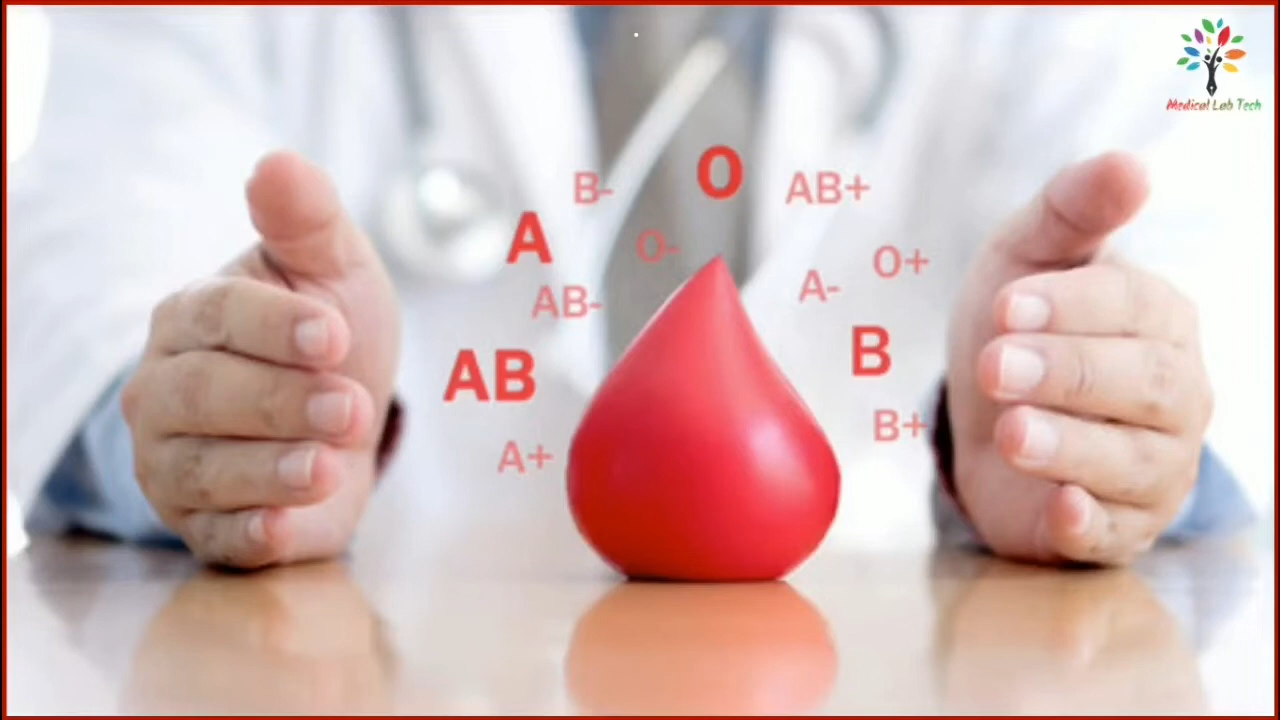 Medical Lab Tech
O
B-
AB+
A
O-
O+
A-
AB-
B
AB
B+
A+